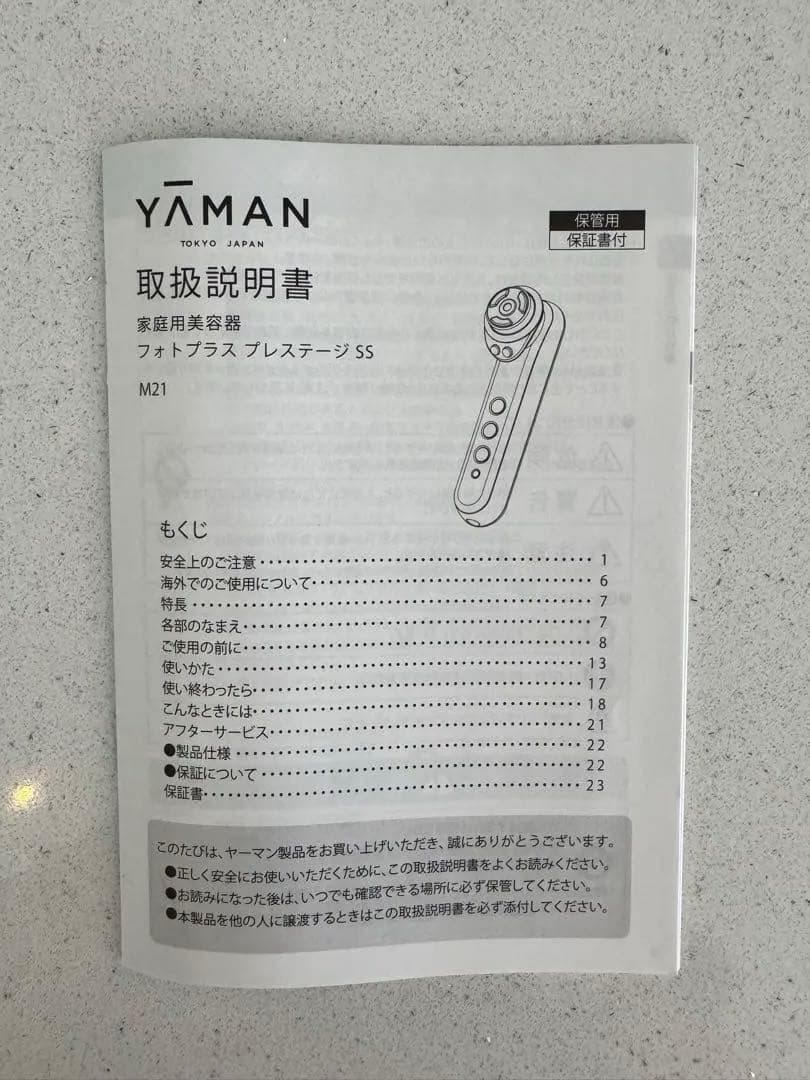 YAMAN
TOKYO JAPAN
保管用
保証書付
取扱説明書
家庭用美容器
フォトプラス プレステージ SS
M21
もくじ
安全上のご注意・・・・・・・・・・・・・・・・・・・・・・・・・・・・・・・・・・・・・・・ 1
海外でのご使用について・・・・・・・・・・・・・・・・・・・・・・・・・・・・・・・・・ 6
特長・・・・・・・・・・・・・・・・・・・・・・・・・・・・・・・・・・・・・・・・・・・・・・・ 7
各部のなまえ・・・・・・・・・・・・・・・・・・・・・・・・・・・・・・・・・・・・・・・・・ 7
ご使用の前に・・・・・・・・・・・・・・・・・・・・・・・・・・・・・・・・・・・・・・・・・ 8
使いかた・・・・・・・・・・・・・・・・・・・・・・・・・・・・・・・・・・・・・・・・・・・ 13
使い終わったら・・・・・・・・・・・・・・・・・・・・・・・・・・・・・・・・・・・・・・・ 17
こんなときには・・・・・・・・・・・・・・・・・・・・・・・・・・・・・・・・・・・・・・・ 18
アフターサービス・・・・・・・・・・・・・・・・・・・・・・・・・・・・・・・・・・・・・ 21
●製品仕様・・・・・・・・・・・・・・・・・・・・・・・・・・・・・・・・・・・・・・・・・ 22
●保証について・・・・・・・・・・・・・・・・・・・・・・・・・・・・・・・・・・・・・・ 22
保証書・・・・・・・・・・・・・・・・・・・・・・・・・・・・・・・・・・・・・・・・・・・・ 23
このたびは、ヤーマン製品をお買い上げいただき、誠にありがとうございます。
●正しく安全にお使いいただくために、この取扱説明書をよくお読みください。
●お読みになった後は、いつでも確認できる場所に必ず保管してください。
●本製品を他の人に譲渡するときはこの取扱説明書を必ず添付してください。